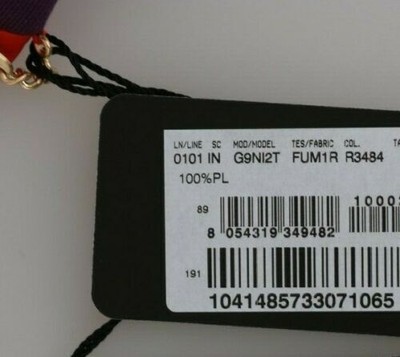 LN/LINE SC MOD/MODEL TES/FABRIC COL. TA
0101 IN G9NI2T FUM1R R3484
100%PL
89
8 054319 349482
191
1041485733071065